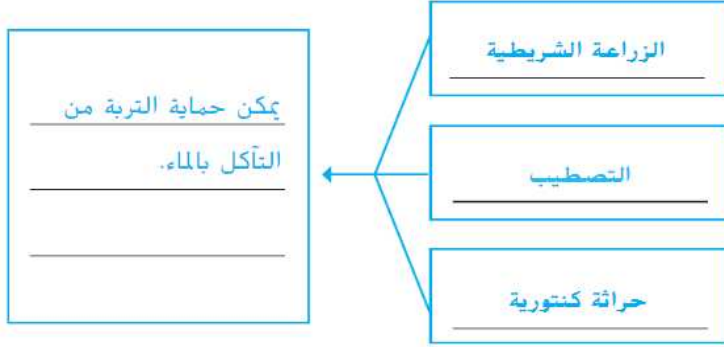 الزراعة الشريطية
التصطيب
حراثة كنتورية
يمكن حماية التربة من
التآكل بالماء.